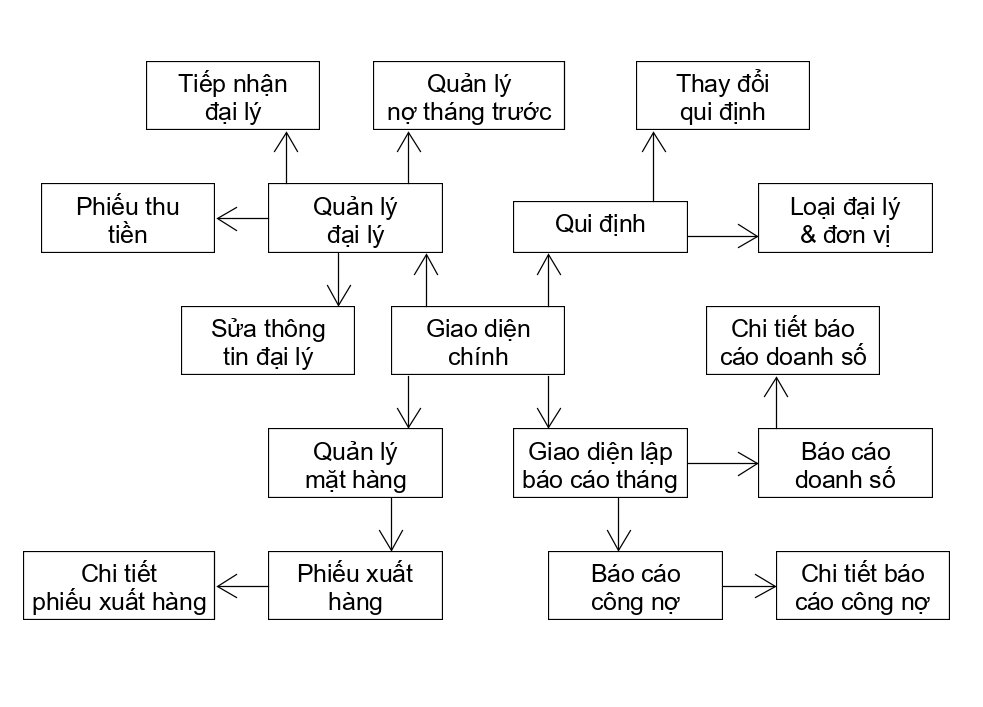 Tiếp nhận
đại lý
Quản lý
nợ tháng trước
Thay đổi
qui định
Phiếu thu
tiền
Quản lý
đại lý
Qui định
Loại đại lý
& đơn vị
Sửa thông
tin đại lý
Giao diện
chính
Chi tiết báo
cáo doanh số
Quản lý
mặt hàng
Giao diện lập
báo cáo tháng
Báo cáo
doanh số
Chi tiết
phiếu xuất hàng
Phiếu xuất
hàng
Báo cáo
công nợ
Chi tiết báo
cáo công nợ